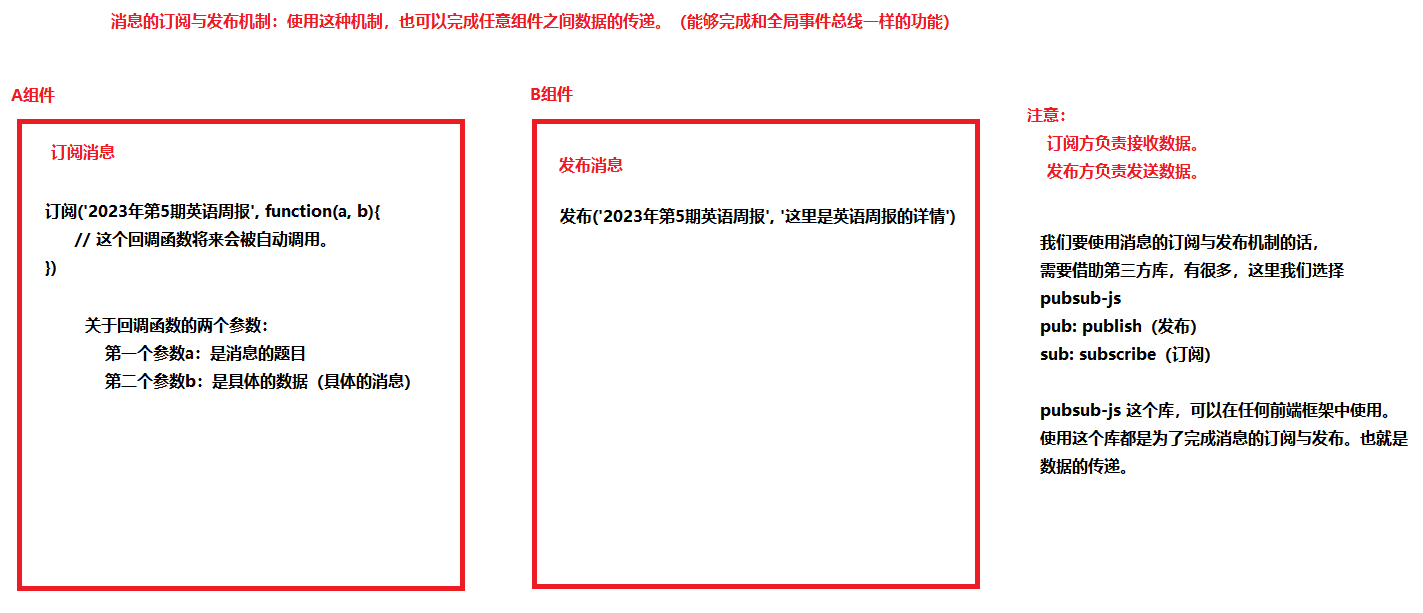 消息的订阅与发布机制：使用这种机制，也可以完成任意组件之间数据的传递。（能够完成和全局事件总线一样的功能）
A组件
订阅消息
订阅('2023年第5期英语周报', function(a, b){
// 这个回调函数将来会被自动调用。
})
关于回调函数的两个参数：
第一个参数a：是消息的题目
第二个参数b：是具体的数据（具体的消息）
B组件
发布消息
发布('2023年第5期英语周报', '这里是英语周报的详情')
注意：
订阅方负责接收数据。
发布方负责发送数据。
我们要使用消息的订阅与发布机制的话，
需要借助第三方库，有很多，这里我们选择
pubsub-js
pub: publish（发布）
sub: subscribe（订阅）
pubsub-js 这个库，可以在任何前端框架中使用。
使用这个库都是为了完成消息的订阅与发布。也就是
数据的传递。